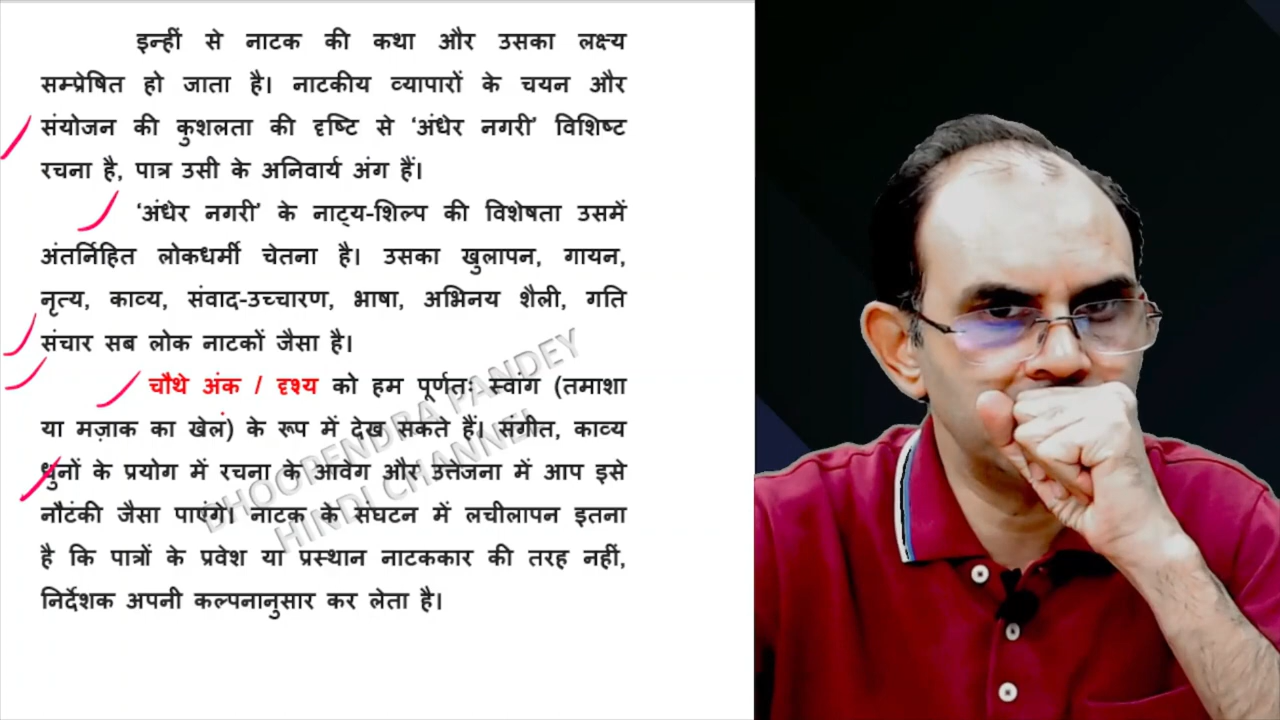 इन्हीं से नाटक की कथा और उसका लक्ष्य
सम्प्रेषित हो जाता है। नाटकीय व्यापारों के चयन और
संयोजन की कुशलता की दृष्टि से ‘अंधेर नगरी’ विशिष्ट
रचना है, पात्र उसी के अनिवार्य अंग हैं।
‘अंधेर नगरी’ के नाट्य-शिल्प की विशेषता उसमें
अंतर्निहित लोकधर्मी चेतना है। उसका खुलापन, गायन,
नृत्य, काव्य, संवाद-उच्चारण, भाषा, अभिनय शैली, गति
संचार सब लोक नाटकों जैसा है।
चौथे अंक / दृश्य को हम पूर्णतः स्वांग (तमाशा
या मज़ाक का खेल) के रूप में देख सकते हैं। संगीत, काव्य
धुनों के प्रयोग में रचना के आवेग और उत्तेजना में आप इसे
नौटंकी जैसा पाएंगे। नाटक के संघटन में लचीलापन इतना
है कि पात्रों के प्रवेश या प्रस्थान नाटककार की तरह नहीं,
निर्देशक अपनी कल्पनानुसार कर लेता है।
DHOOPENDRA PANDEY
HINDI CHANNEL